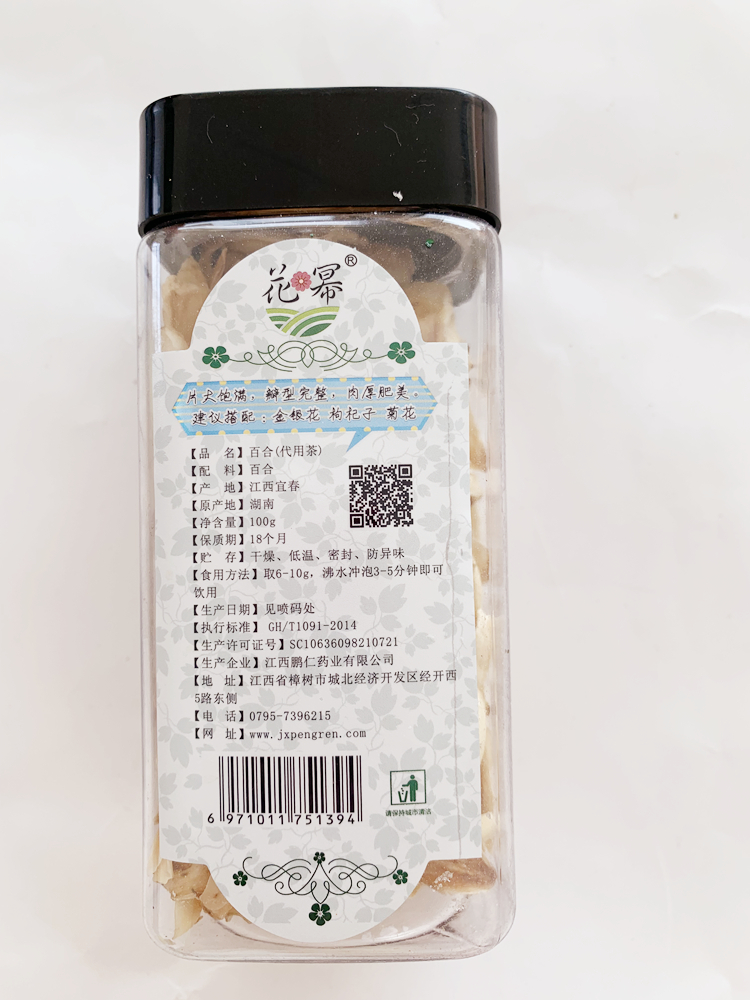 花幂®
片大饱满，瓣型完整，肉厚肥美。
建议搭配：金银花 枸杞子 菊花
【品 名】百合(代用茶)
【配 料】百合
【产 地】江西宜春
【原产地】湖南
【净含量】100g
【保质期】18个月
【贮 存】干燥、低温、密封、防异味
【食用方法】取6-10g，沸水冲泡3-5分钟即可
饮用
【生产日期】见喷码处
【执行标准】 GH/T1091-2014
【生产许可证号】SC10636098210721
【生产企业】江西鹏仁药业有限公司
【地 址】江西省樟树市城北经济开发区经开西
5路东侧
【电 话】0795-7396215
【网 址】www.jxpengren.com
6 971011 751394
请保持城市清洁